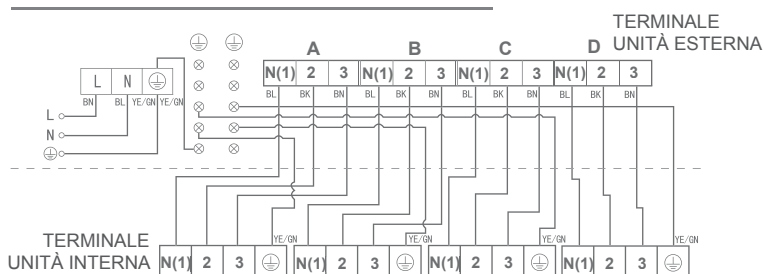 TERMINALE
UNITÀ ESTERNA
A B C D
N(1) 2 3 N(1) 2 3 N(1) 2 3 N(1) 2 3
BL BK BN BL BK BN BL BK BN BL BK BN
L N
BN BL YE/GN YE/GN
L
N
YE/GN YE/GN YE/GN YE/GN
TERMINALE
UNITÀ INTERNA
N(1) 2 3 N(1) 2 3 N(1) 2 3 N(1) 2 3